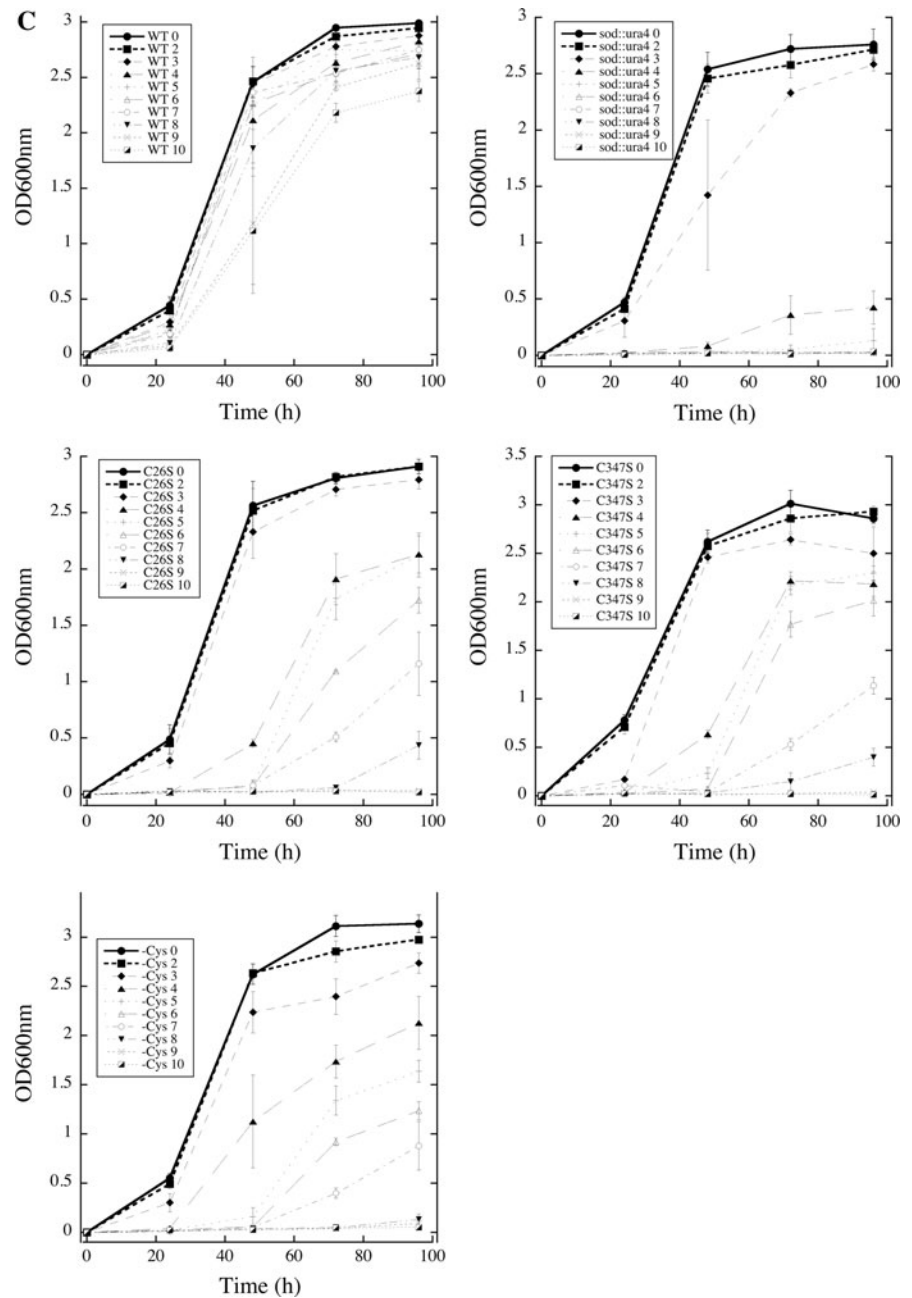 C
3
2.5
2
1.5
1
0.5
0
OD600nm
WT 0
WT 2
WT 3
WT 4
WT 5
WT 6
WT 7
WT 8
WT 9
WT 10
0 20 40 60 80 100
Time (h)
3
2.5
2
1.5
1
0.5
0
OD600nm
sod::ura4 0
sod::ura4 2
sod::ura4 3
sod::ura4 4
sod::ura4 5
sod::ura4 6
sod::ura4 7
sod::ura4 8
sod::ura4 9
sod::ura4 10
0 20 40 60 80 100
Time (h)
3
2.5
2
1.5
1
0.5
0
OD600nm
C26S 0
C26S 2
C26S 3
C26S 4
C26S 5
C26S 6
C26S 7
C26S 8
C26S 9
C26S 10
0 20 40 60 80 100
Time (h)
3.5
3
2.5
2
1.5
1
0.5
0
OD600nm
C347S 0
C347S 2
C347S 3
C347S 4
C347S 5
C347S 6
C347S 7
C347S 8
C347S 9
C347S 10
0 20 40 60 80 100
Time (h)
3
2.5
2
1.5
1
0.5
0
OD600nm
-Cys 0
-Cys 2
-Cys 3
-Cys 4
-Cys 5
-Cys 6
-Cys 7
-Cys 8
-Cys 9
-Cys 10
0 20 40 60 80 100
Time (h)